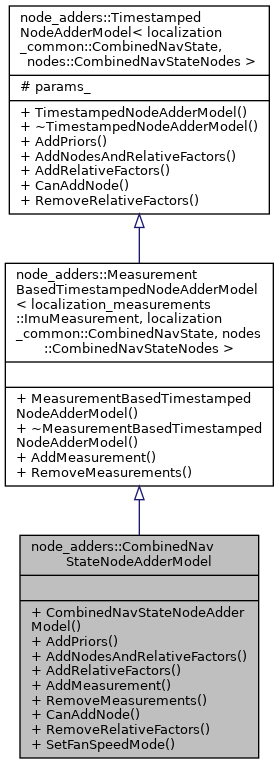 node_adders::Timestamped
NodeAdderModel< localization
_common::CombinedNavState,
nodes::CombinedNavStateNodes >
# params_
+ TimestampedNodeAdderModel()
+ ~TimestampedNodeAdderModel()
+ AddPriors()
+ AddNodesAndRelativeFactors()
+ AddRelativeFactors()
+ CanAddNode()
+ RemoveRelativeFactors()
node_adders::Measurement
BasedTimestampedNodeAdderModel
< localization_measurements
::ImuMeasurement, localization
_common::CombinedNavState, nodes
::CombinedNavStateNodes >
+ MeasurementBasedTimestamped
NodeAdderModel()
+ ~MeasurementBasedTimestamped
NodeAdderModel()
+ AddMeasurement()
+ RemoveMeasurements()
node_adders::CombinedNav
StateNodeAdderModel
+ CombinedNavStateNodeAdder
Model()
+ AddPriors()
+ AddNodesAndRelativeFactors()
+ AddRelativeFactors()
+ AddMeasurement()
+ RemoveMeasurements()
+ CanAddNode()
+ RemoveRelativeFactors()
+ SetFanSpeedMode()